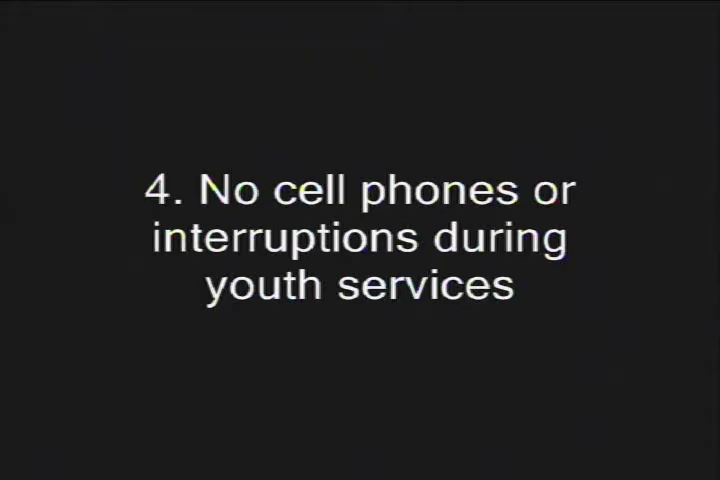 4. No cell phones or
interruptions during
youth services